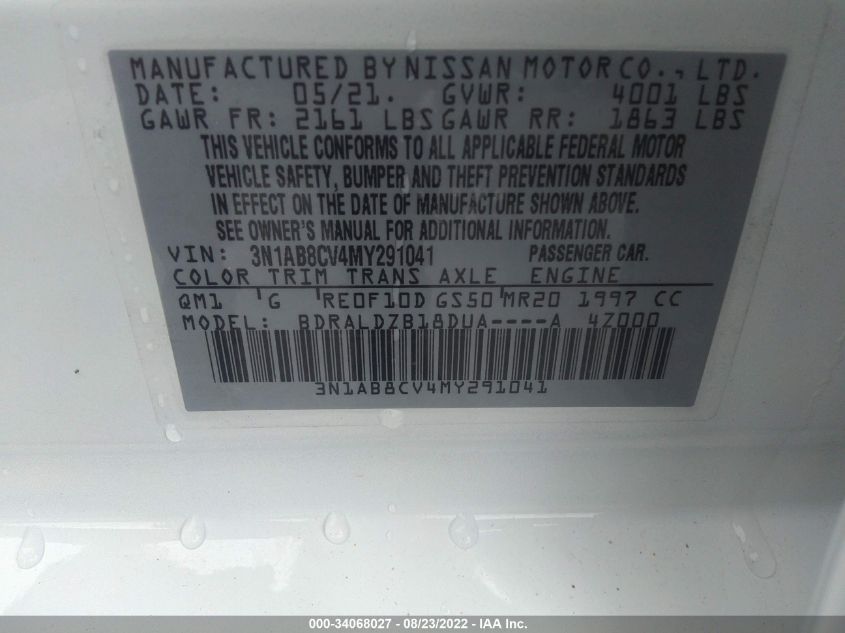 MANUFACTURED BY NISSAN MOTOR CO., LTD.
DATE: 05/21. GVWR: 4001 LBS
GAWR FR: 2161 LBS GAWR RR: 1863 LBS
THIS VEHICLE CONFORMS TO ALL APPLICABLE FEDERAL MOTOR
VEHICLE SAFETY, BUMPER AND THEFT PREVENTION STANDARDS
IN EFFECT ON THE DATE OF MANUFACTURE SHOWN ABOVE.
SEE OWNER'S MANUAL FOR ADDITIONAL INFORMATION.
VIN: 3N1AB8CV4MY291041 PASSENGER CAR.
COLOR TRIM TRANS AXLE ENGINE
QM1 ' G ' RE0F10D GS50 ' MR20 1997 CC
MODEL: BDRALDZB18DUA----A 4Z000
3N1AB8CV4MY291041
000-34068027 - 08/23/2022 - IAA Inc.